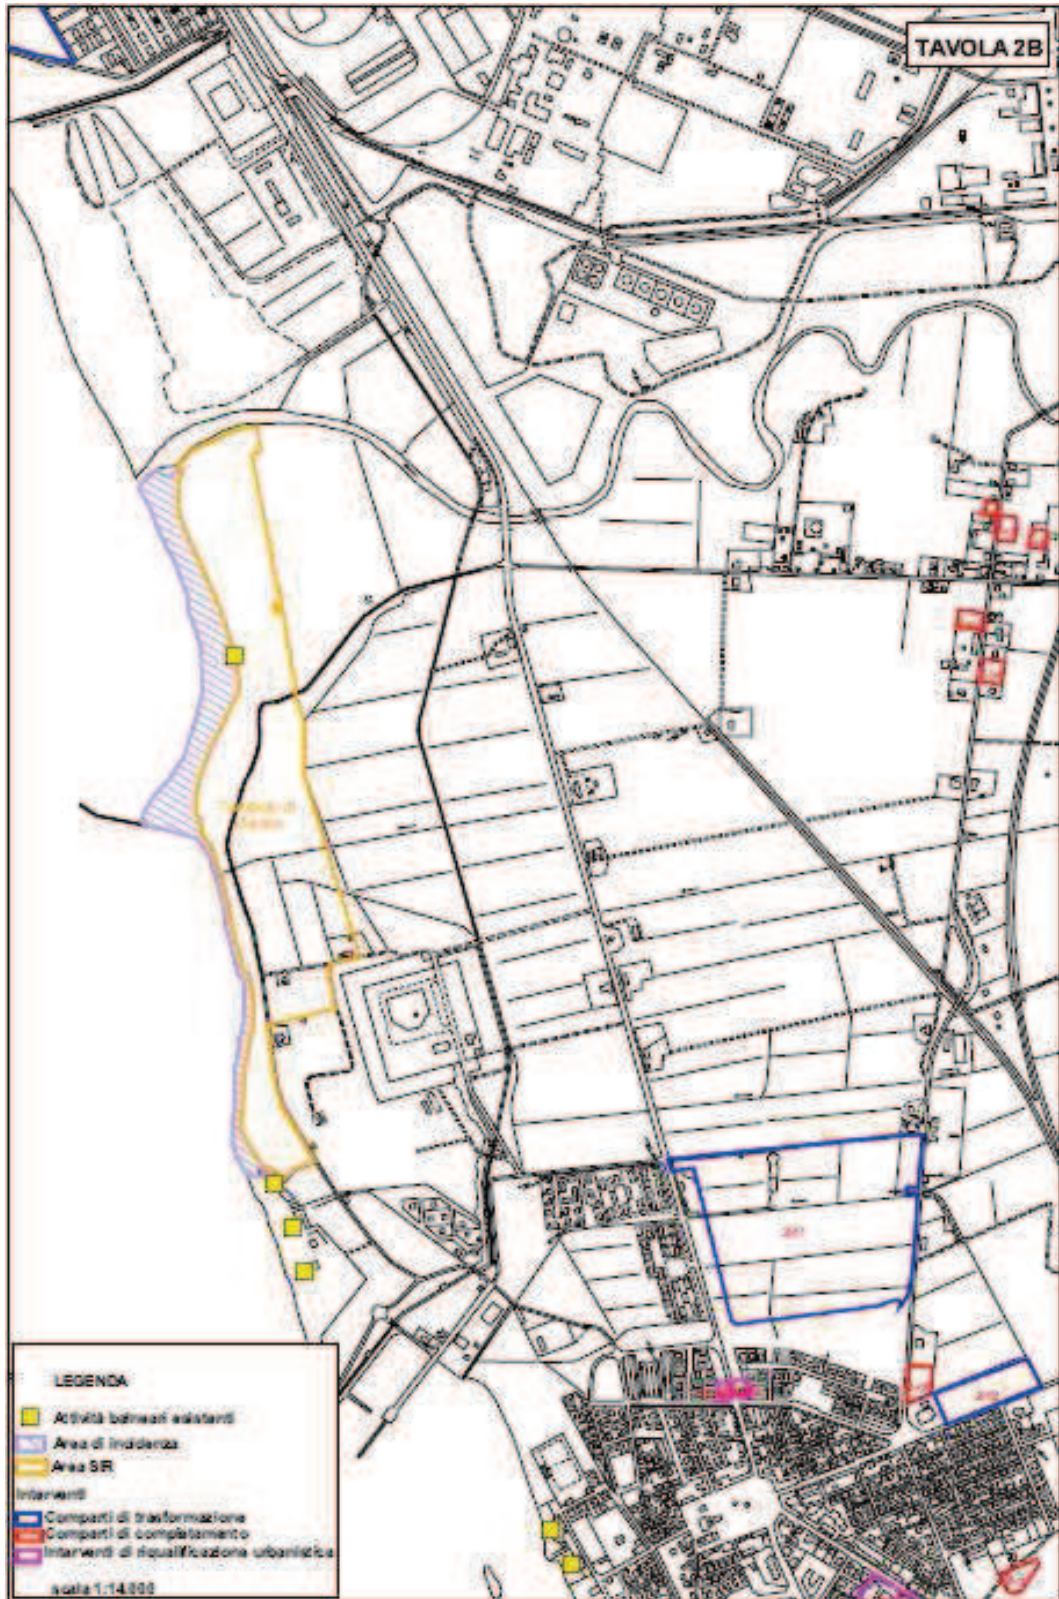 TAVOLA 2B
LEGENDA
Attività balneari esistenti
Area di incidenza
Area SIR
Interventi
Comparti di trasformazione
Comparti di completamento
Interventi di riqualificazione urbanistica
scala 1:14.000